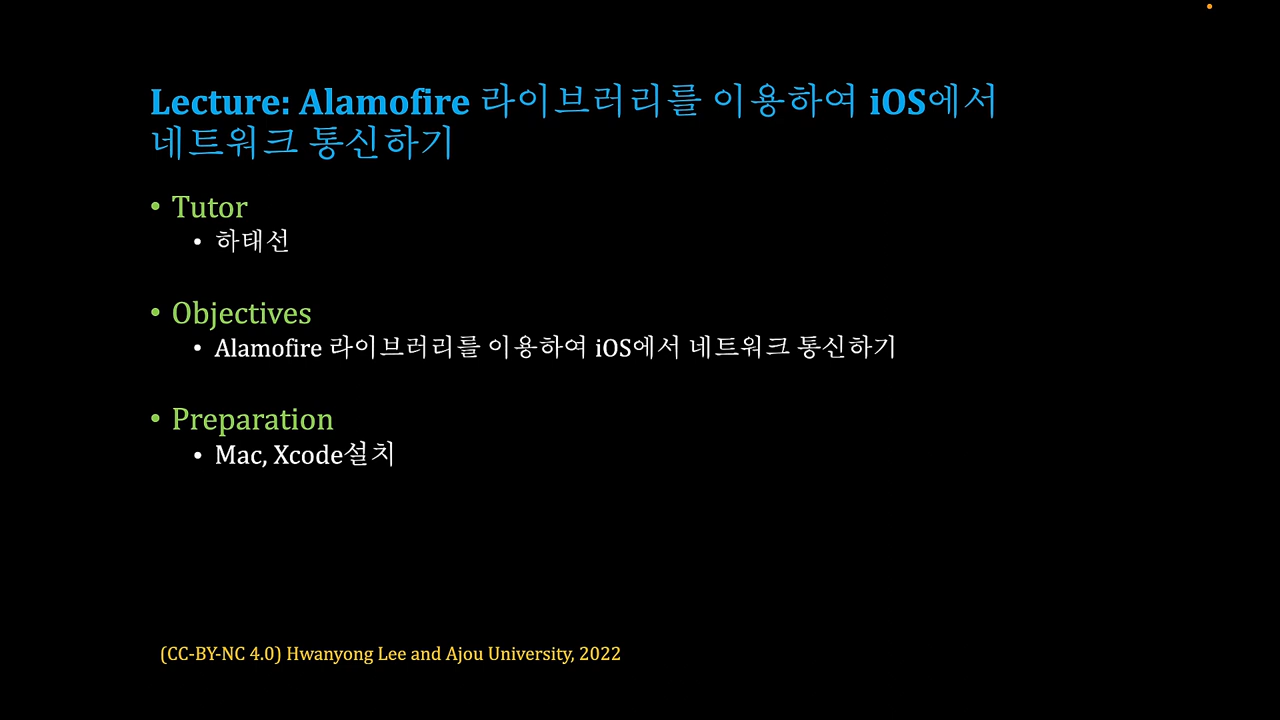 Lecture: Alamofire 라이브러리를 이용하여 iOS에서
네트워크 통신하기
• Tutor
• 하태선
• Objectives
• Alamofire 라이브러리를 이용하여 iOS에서 네트워크 통신하기
• Preparation
• Mac, Xcode설치
(CC-BY-NC 4.0) Hwanyong Lee and Ajou University, 2022